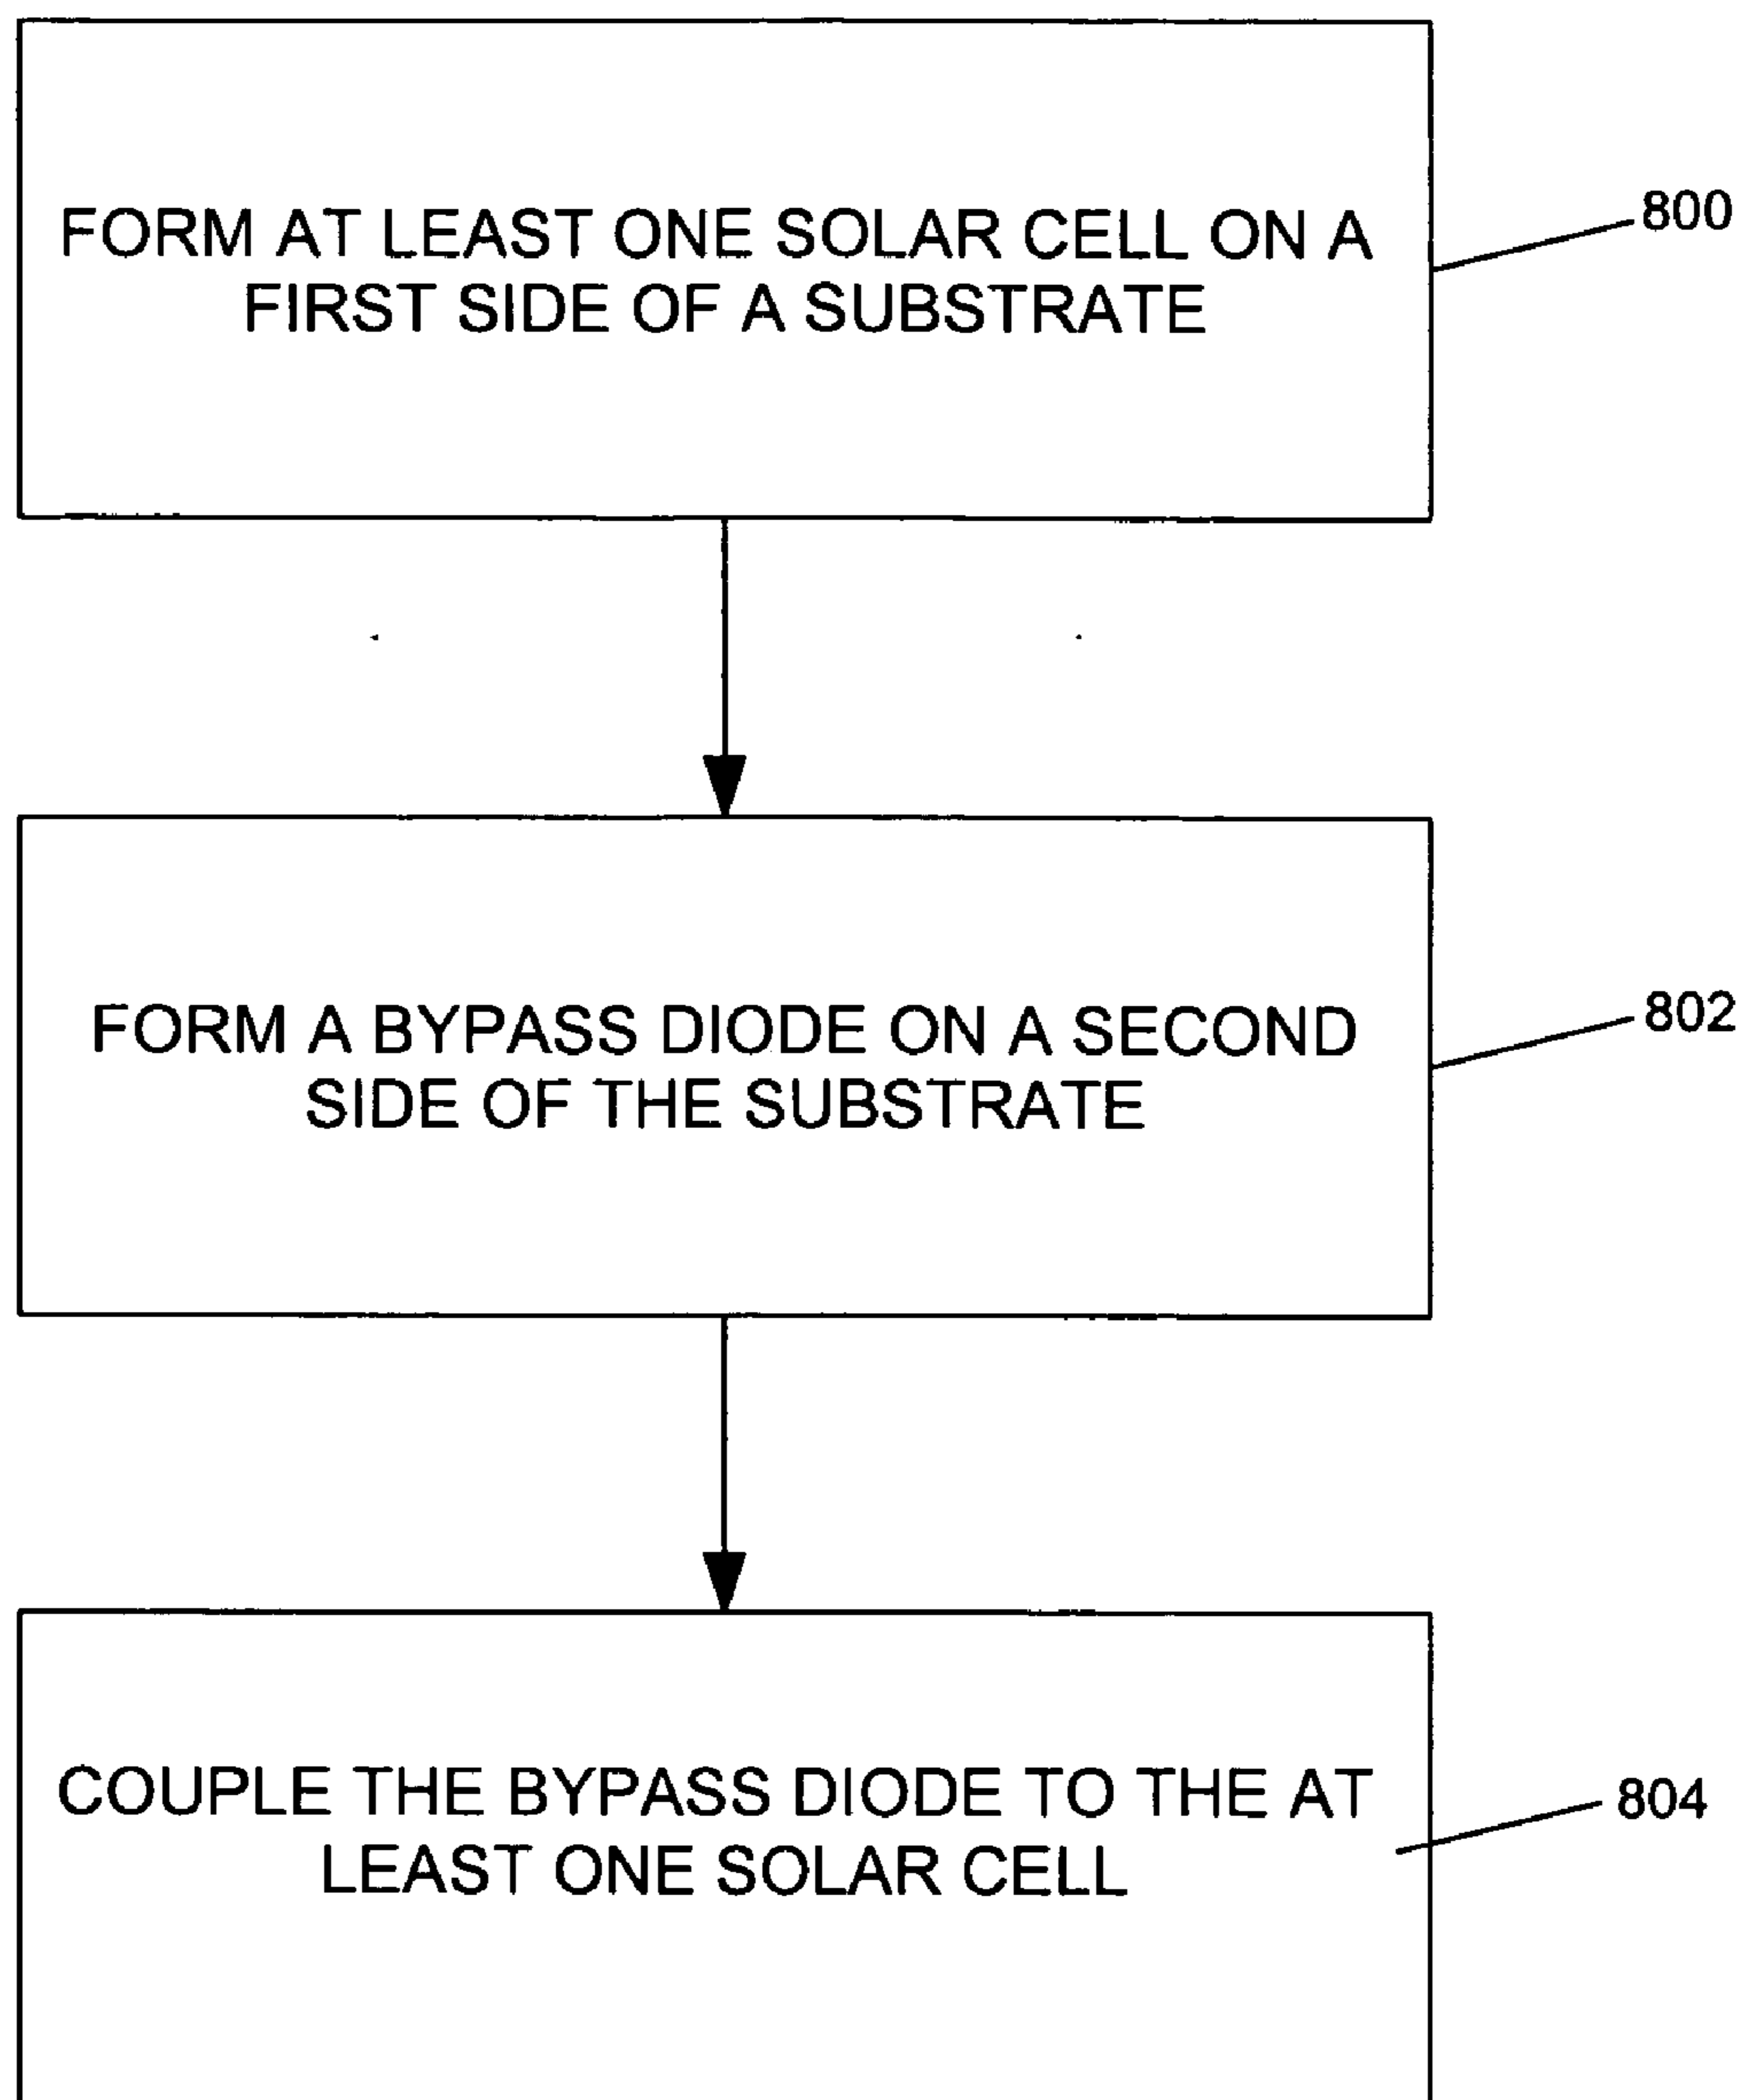 FORM AT LEAST ONE SOLAR CELL ON A
FIRST SIDE OF A SUBSTRATE
800
FORM A BYPASS DIODE ON A SECOND
SIDE OF THE SUBSTRATE
802
COUPLE THE BYPASS DIODE TO THE AT
LEAST ONE SOLAR CELL
804